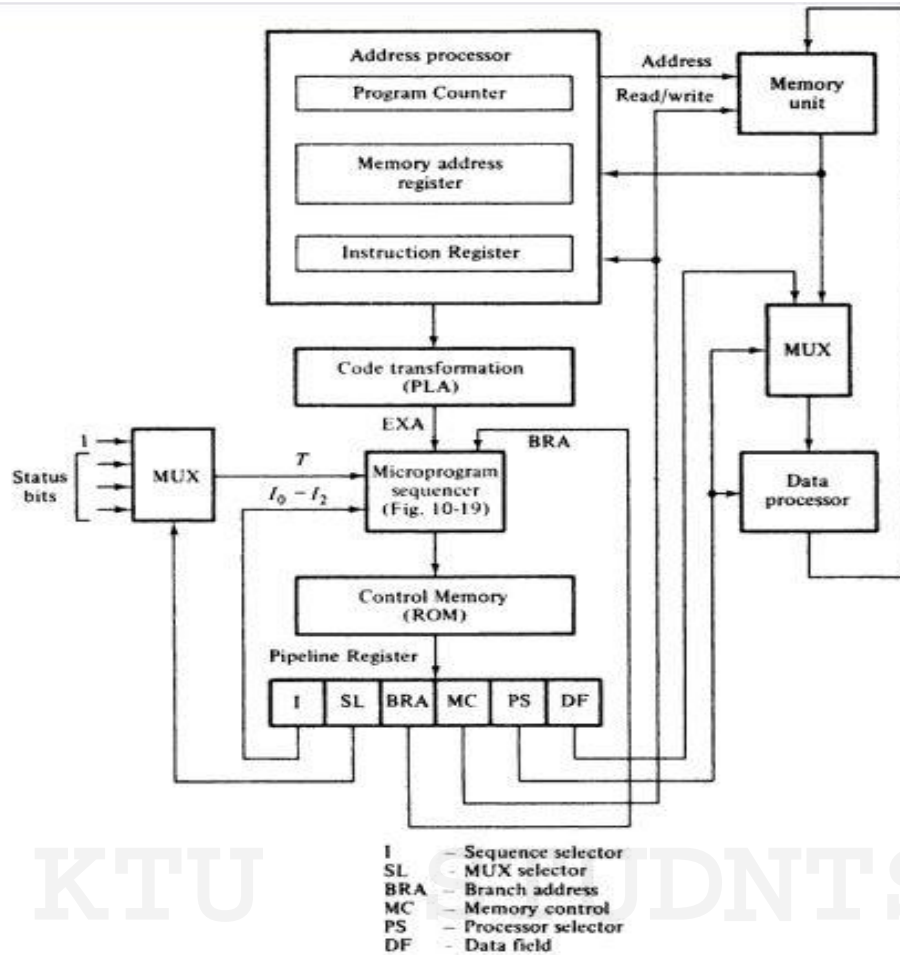 Address processor
Program Counter
Memory address
register
Instruction Register
Address
Read/write
Memory
unit
Code transformation
(PLA)
EXA
BRA
MUX
1
Status
bits
MUX
T
I0 – I2
Microprogram
sequencer
(Fig. 10-19)
Data
processor
Control Memory
(ROM)
Pipeline Register
I SL BRA MC PS DF
I – Sequence selector
SL - MUX selector
BRA – Branch address
MC – Memory control
PS – Processor selector
DF - Data field
KTU STUDNTS